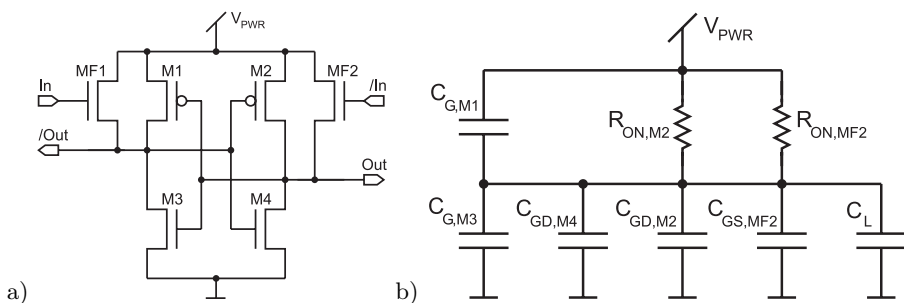 V_PWR
MF1
M1
M2
MF2
In
/In
/Out
Out
M3
M4
a)
V_PWR
C_G,M1
R_ON,M2
R_ON,MF2
C_G,M3
C_GD,M4
C_GD,M2
C_GS,MF2
C_L
b)